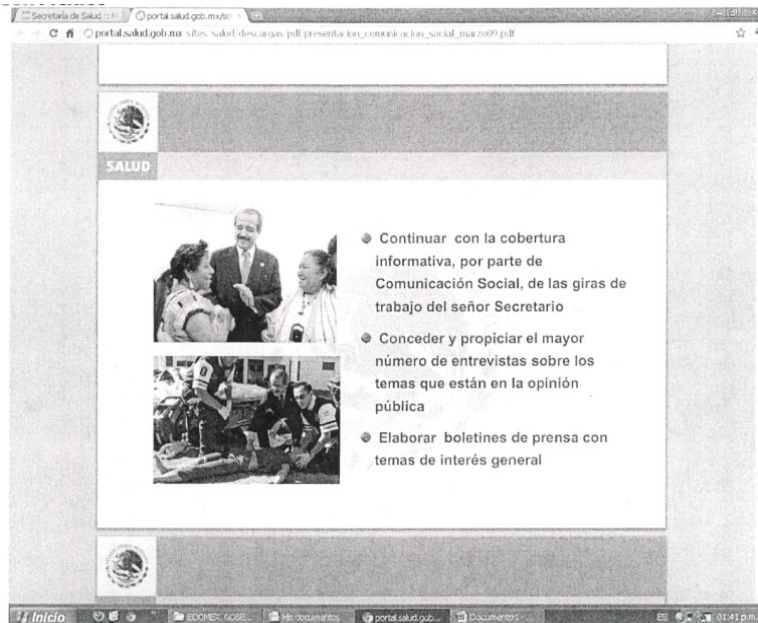 Secretaría de Salud
portal.salud.gob.mx/sit
portal.salud.gob.mx/sites/salud/descargas/pdf/presentacion_comunicacion_social_marzo09.pdf
SALUD
Continuar con la cobertura
informativa, por parte de
Comunicación Social, de las giras de
trabajo del señor Secretario
Conceder y propiciar el mayor
número de entrevistas sobre los
temas que están en la opinión
pública
Elaborar boletines de prensa con
temas de interés general
Inicio
EDOMEX, GOBE...
Mis documentos
portal.salud.gob...
Documento1 - ...
ES
01:41 p.m.